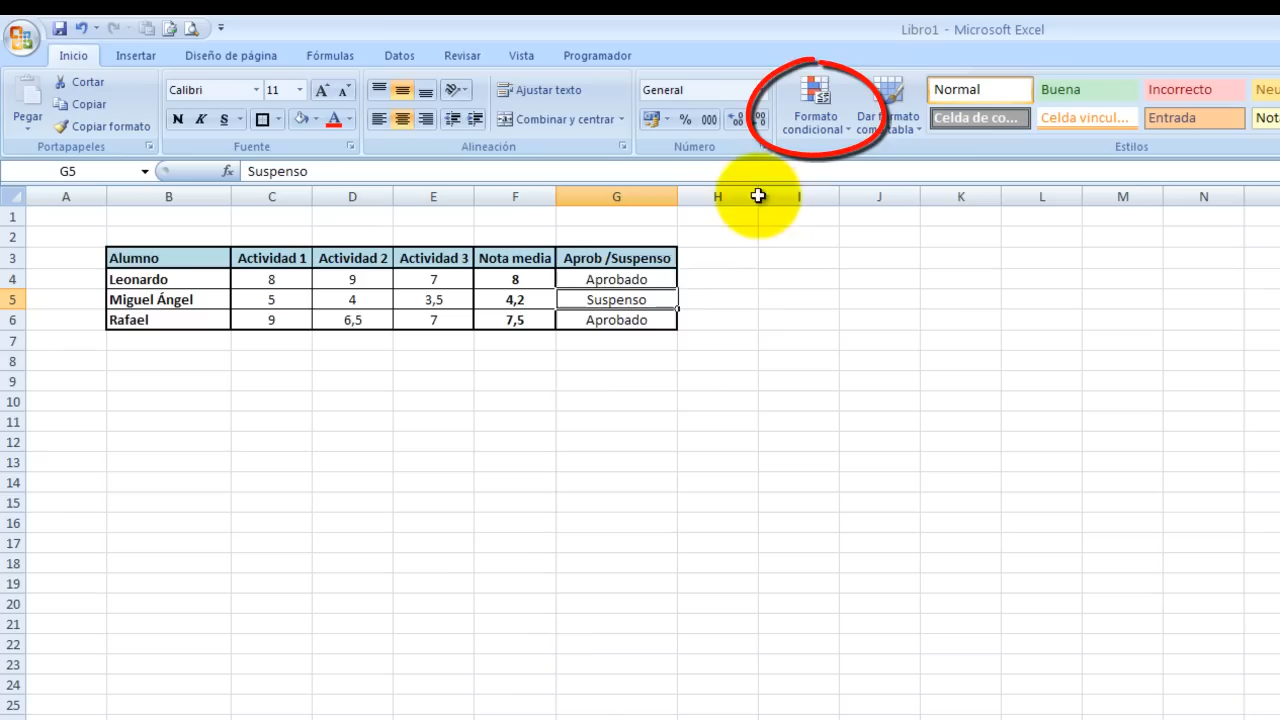 Libro1 - Microsoft Excel
Inicio Insertar Diseño de página Fórmulas Datos Revisar Vista Programador
Pegar
Cortar
Copiar
Copiar formato
Portapapeles
Calibri 11
N K S
Fuente
Ajustar texto
Combinar y centrar
Alineación
General
% 000
Número
Formato
condicional
Dar formato
Estilos
Normal Buena Incorrecto Neu
Celda de co... Celda vincul... Entrada Not
G5 fx Suspenso
A B C D E F G H I J K L M N
1
2
3 Alumno Actividad 1 Actividad 2 Actividad 3 Nota media Aprob /Suspenso
4 Leonardo 8 9 7 8 Aprobado
5 Miguel Ángel 5 4 3,5 4,2 Suspenso
6 Rafael 9 6,5 7 7,5 Aprobado
7
8
9
10
11
12
13
14
15
16
17
18
19
20
21
22
23
24
25